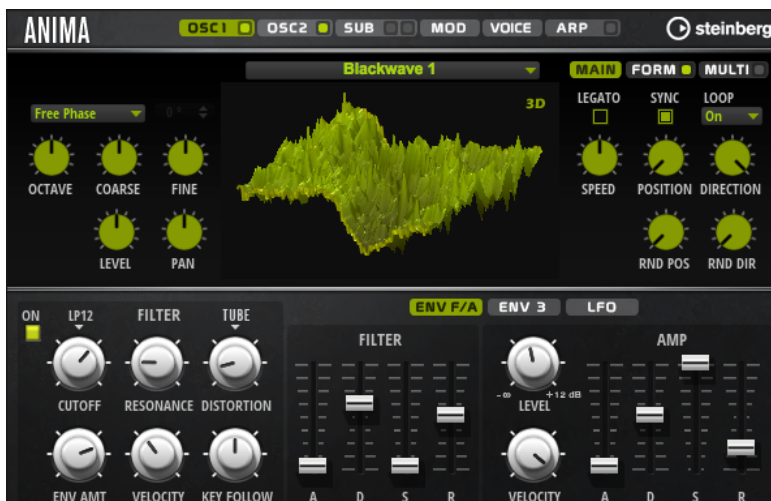 ANIMA OSC1 OSC2 SUB MOD VOICE ARP steinberg
Blackwave 1 MAIN FORM MULTI
3D LEGATO SYNC LOOP
Free Phase 0 ° On
OCTAVE COARSE FINE SPEED POSITION DIRECTION
LEVEL PAN RND POS RND DIR
ENV F/A ENV 3 LFO
ON LP12 FILTER TUBE
FILTER AMP
-∞ +12 dB
CUTOFF RESONANCE DISTORTION LEVEL
ENV AMT VELOCITY KEY FOLLOW A D S R VELOCITY A D S R